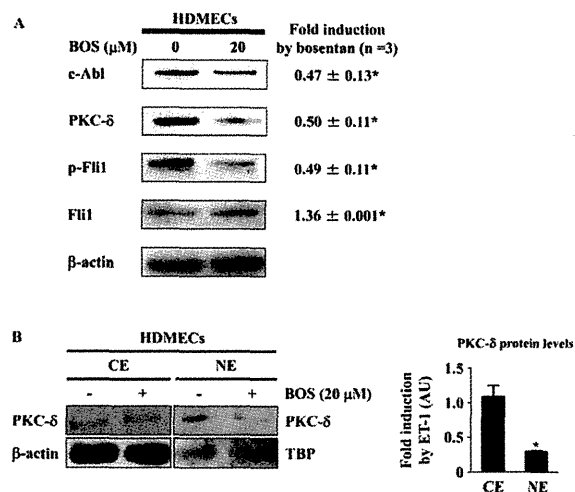 A
HDMECs
BOS (μM) 0 20
Fold induction
by bosentan (n =3)
c-Abl 0.47 ± 0.13*
PKC-δ 0.50 ± 0.11*
p-Fli1 0.49 ± 0.11*
Fli1 1.36 ± 0.001*
β-actin
B
HDMECs
CE NE
- + - + BOS (20 μM)
PKC-δ PKC-δ
β-actin TBP
PKC-δ protein levels
Fold induction
by ET-1 (AU)
1.5
1.0
0.5
0
*
CE NE